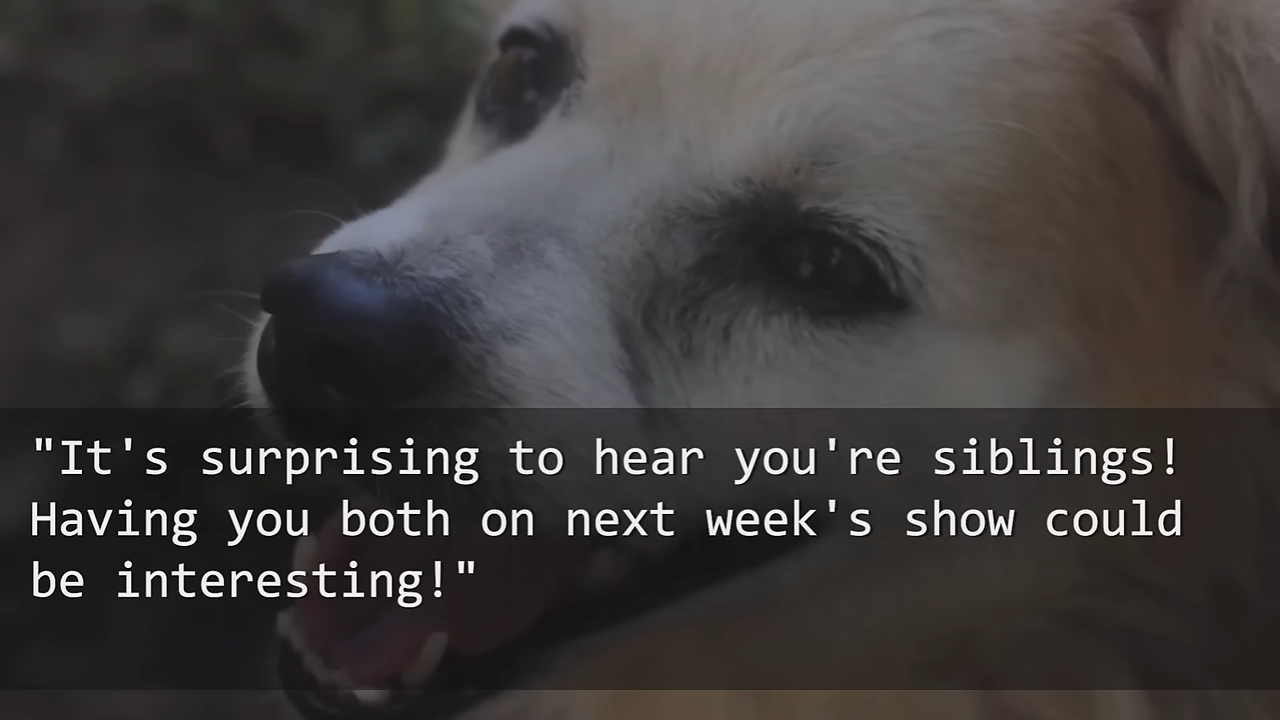 "It's surprising to hear you're siblings!
Having you both on next week's show could
be interesting!"